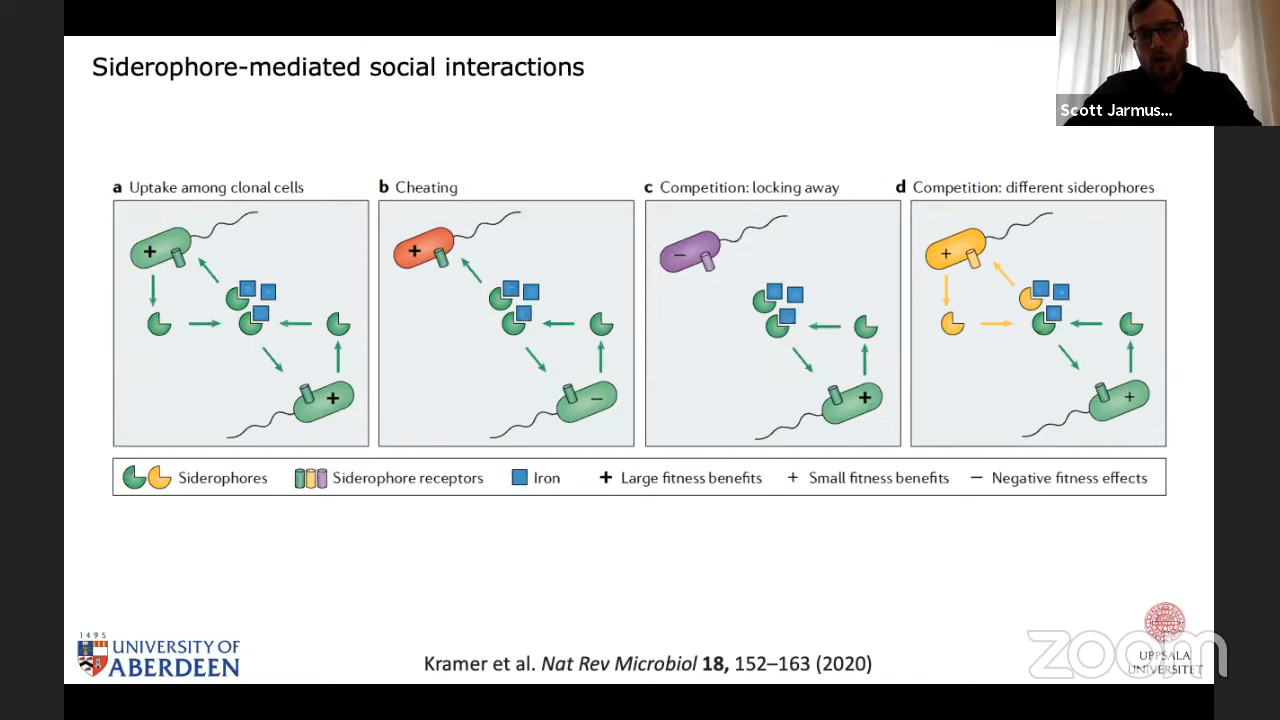 Siderophore-mediated social interactions
Scott Jarmus...
a Uptake among clonal cells
b Cheating
c Competition: locking away
d Competition: different siderophores
+
+
+
−
−
+
+
+
Siderophores
Siderophore receptors
Iron
+ Large fitness benefits
+ Small fitness benefits
− Negative fitness effects
1495
UNIVERSITY OF
ABERDEEN
Kramer et al. Nat Rev Microbiol 18, 152–163 (2020)
zoom
UPPSALA
UNIVERSITET